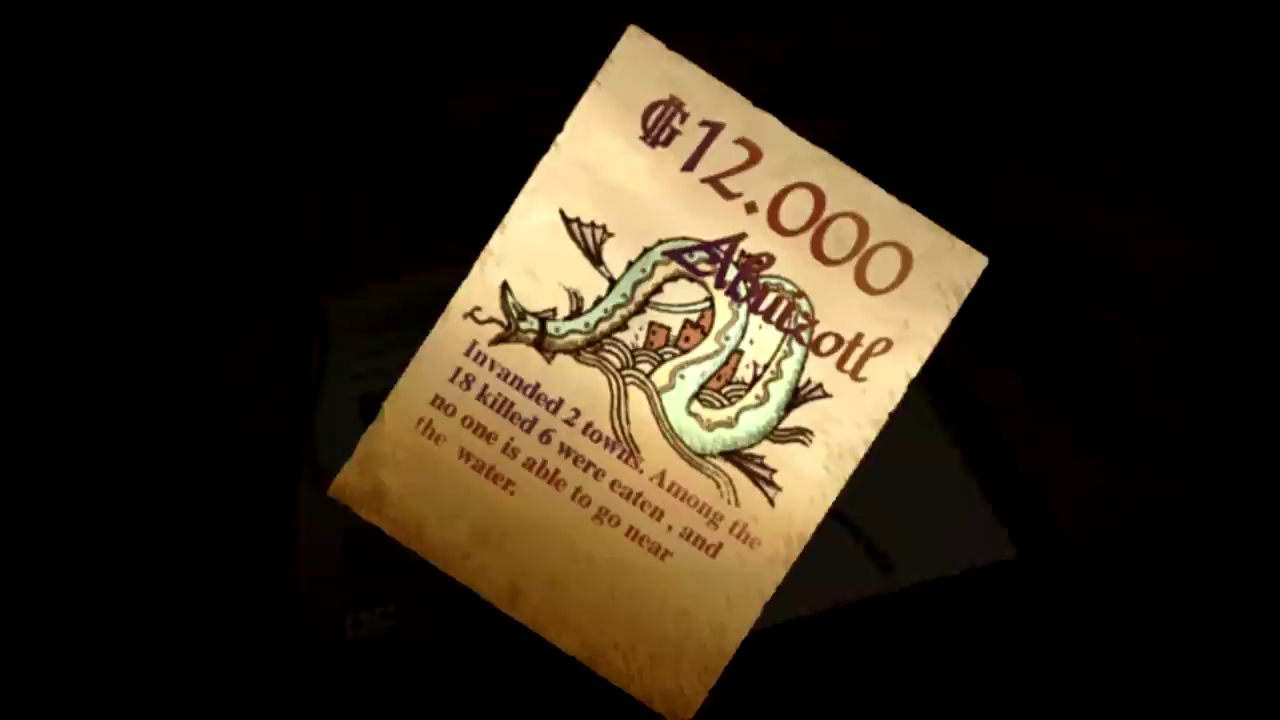 ₲12.000
Ahuizotl
Invanded 2 towns. Among the
18 killed 6 were eaten , and
no one is able to go near
the water.